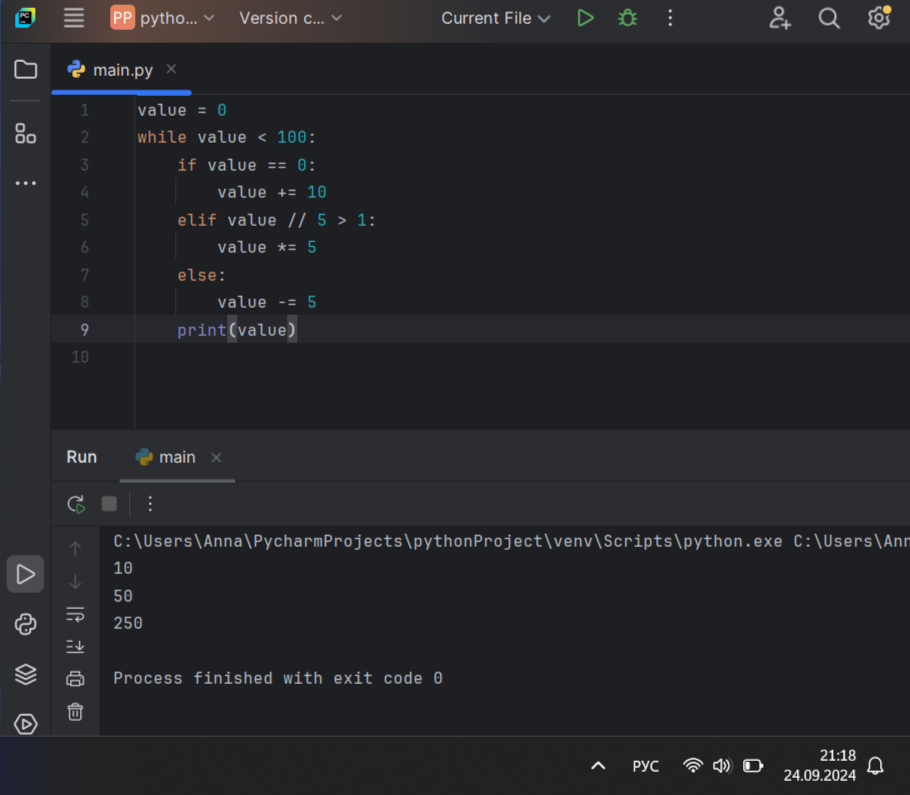 PC
PP pytho... Version c... Current File
main.py
1 value = 0
2 while value < 100:
3 if value == 0:
4 value += 10
5 elif value // 5 > 1:
6 value *= 5
7 else:
8 value -= 5
9 print(value)
10
Run main
C:\Users\Anna\PycharmProjects\pythonProject\venv\Scripts\python.exe C:\Users\Ann
10
50
250
Process finished with exit code 0
РУС
21:18
24.09.2024